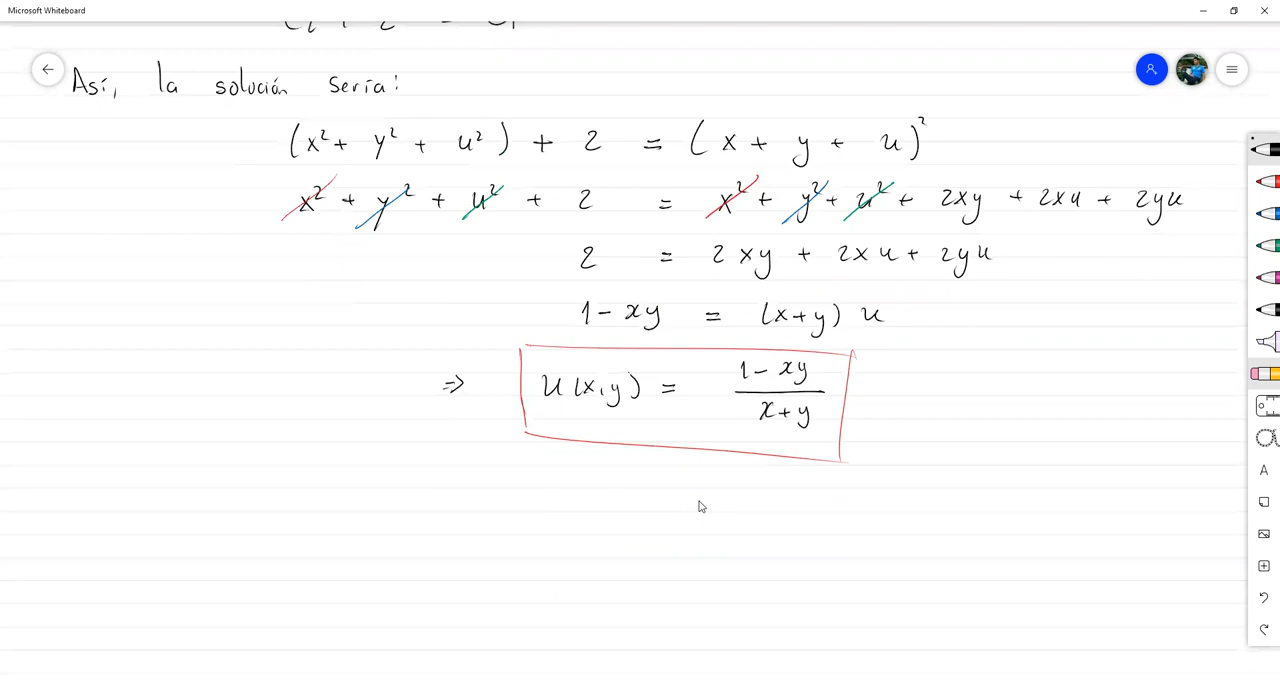 Microsoft Whiteboard
Así, la solución sería:
(x² + y² + u²) + 2 = (x + y + u)²
x² + y² + u² + 2 = x² + y² + u² + 2xy + 2xu + 2yu
2 = 2xy + 2xu + 2yu
1 - xy = (x+y) u
⇒ u(x,y) = \frac{1 - xy}{x+y}
A